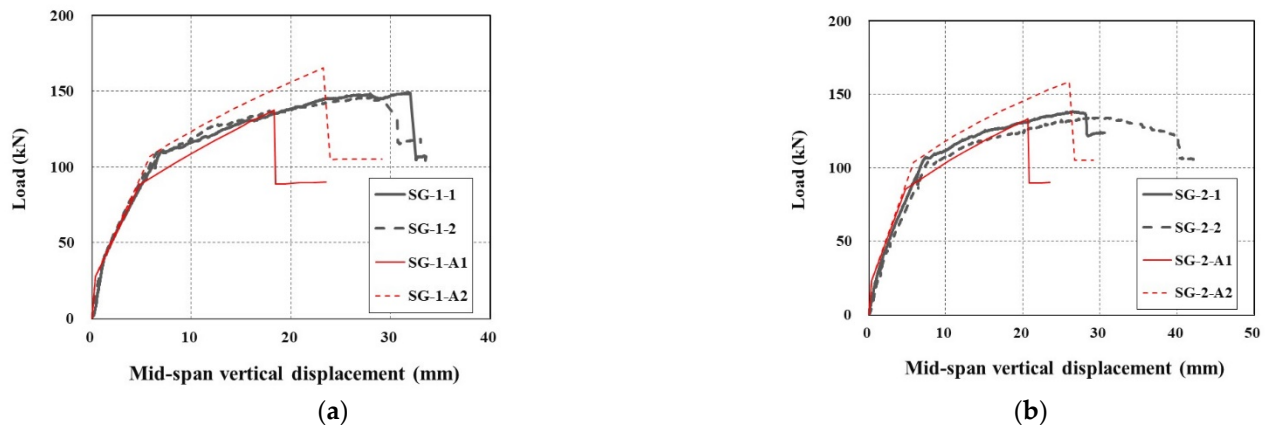 200
150
100
50
0
Load (kN)
SG-1-1
SG-1-2
SG-1-A1
SG-1-A2
0 10 20 30 40
Mid-span vertical displacement (mm)
(a)
200
150
100
50
0
Load (kN)
SG-2-1
SG-2-2
SG-2-A1
SG-2-A2
0 10 20 30 40 50
Mid-span vertical displacement (mm)
(b)